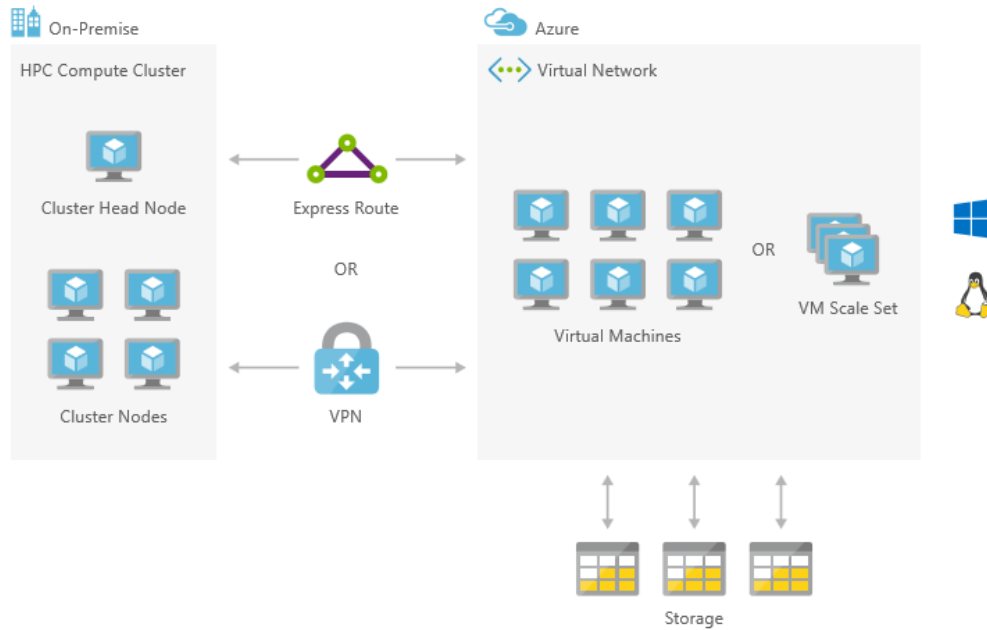 On-Premise
Azure
HPC Compute Cluster
Virtual Network
Cluster Head Node
Express Route
OR
OR
VM Scale Set
Virtual Machines
Cluster Nodes
VPN
Storage